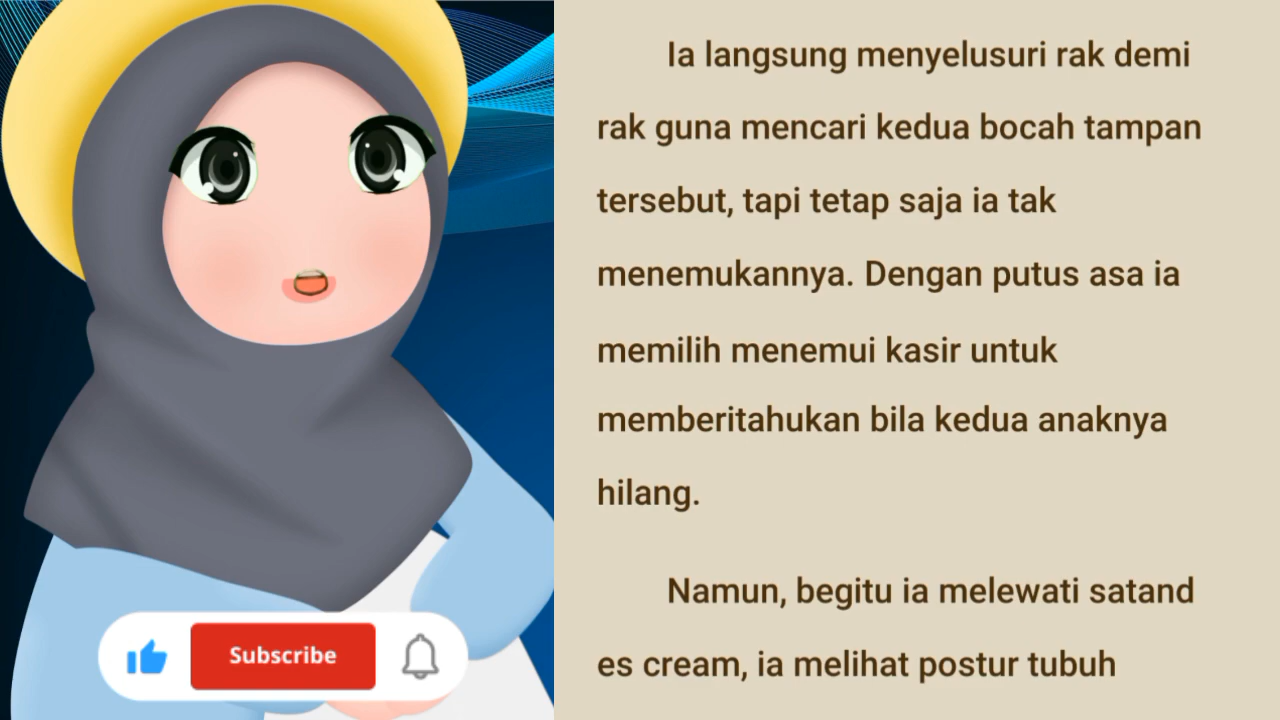 Ia langsung menyelusuri rak demi
rak guna mencari kedua bocah tampan
tersebut, tapi tetap saja ia tak
menemukannya. Dengan putus asa ia
memilih menemui kasir untuk
memberitahukan bila kedua anaknya
hilang.
Namun, begitu ia melewati satand
es cream, ia melihat postur tubuh
Subscribe